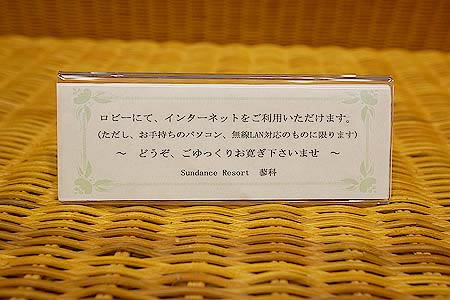 ロビーにて、インターネットをご利用いただけます。
(ただし、お手持ちのパソコン、無線LAN対応のものに限ります)
～ どうぞ、ごゆっくりお寛ぎ下さいませ ～
Sundance Resort 蓼科